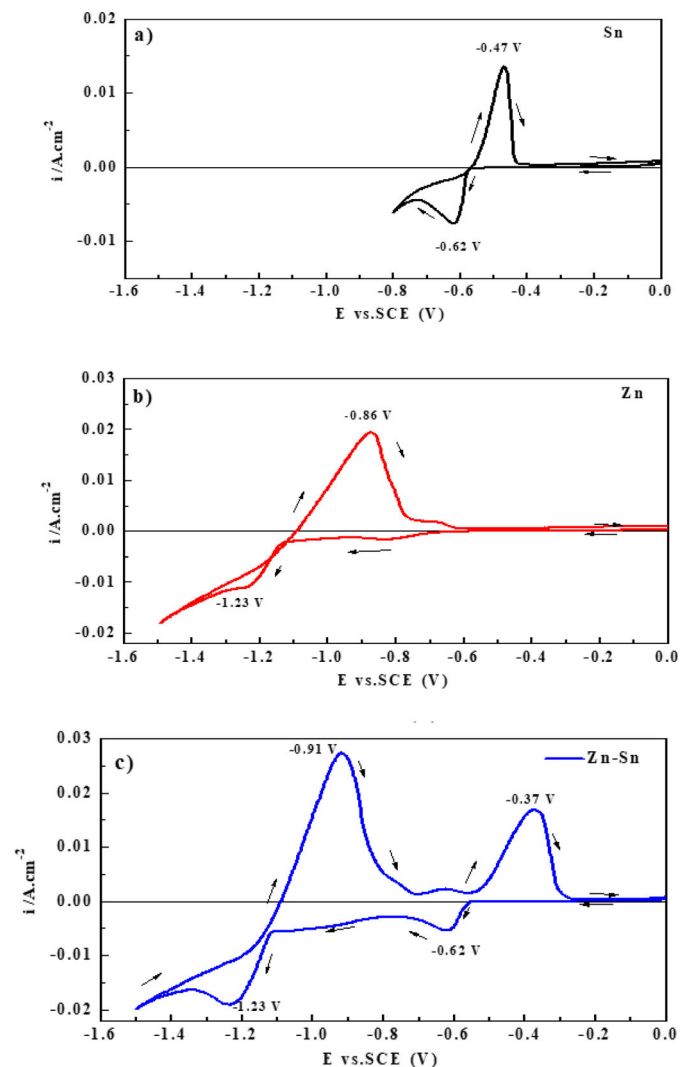 a)
Sn
-0.47 V
-0.62 V
0.02
0.01
0.00
-0.01
i /A.cm-2
-1.6 -1.4 -1.2 -1.0 -0.8 -0.6 -0.4 -0.2 0.0
E vs.SCE (V)
b)
Zn
-0.86 V
-1.23 V
0.03
0.02
0.01
0.00
-0.01
-0.02
i /A.cm-2
-1.6 -1.4 -1.2 -1.0 -0.8 -0.6 -0.4 -0.2 0.0
E vs.SCE (V)
c)
Zn-Sn
-0.91 V
-0.37 V
-0.62 V
-1.23 V
0.03
0.02
0.01
0.00
-0.01
-0.02
i /A.cm-2
-1.6 -1.4 -1.2 -1.0 -0.8 -0.6 -0.4 -0.2 0.0
E vs.SCE (V)